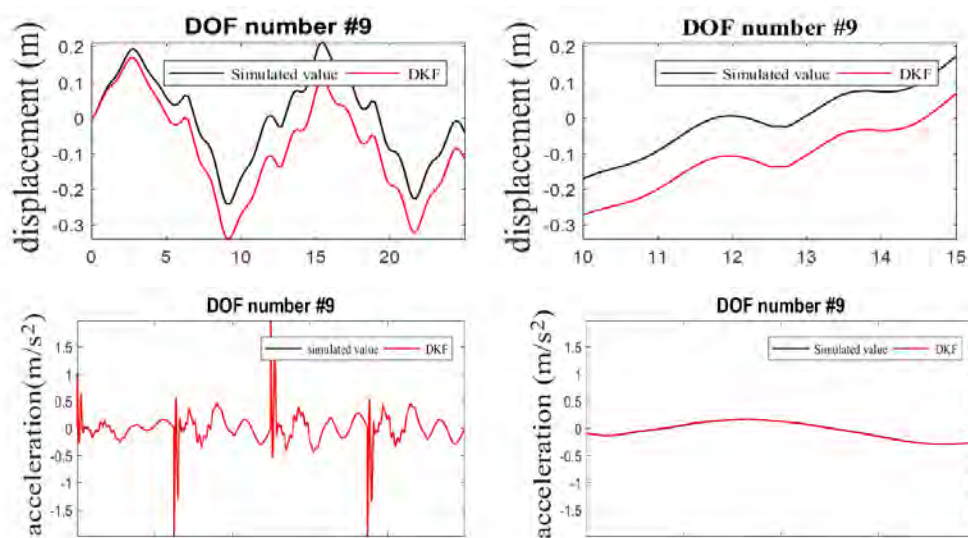 DOF number #9
displacement (m)
0.2
0.1
0
-0.1
-0.2
-0.3
Simulated value DKF
0 5 10 15 20
DOF number #9
displacement (m)
0.2
0.1
0
-0.1
-0.2
-0.3
Simulated value DKF
10 11 12 13 14 15
DOF number #9
acceleration(m/s²)
1.5
1
0.5
0
-0.5
-1
-1.5
simulated value DKF
DOF number #9
acceleration (m/s²)
1.5
1
0.5
0
-0.5
-1
-1.5
Simulated value DKF